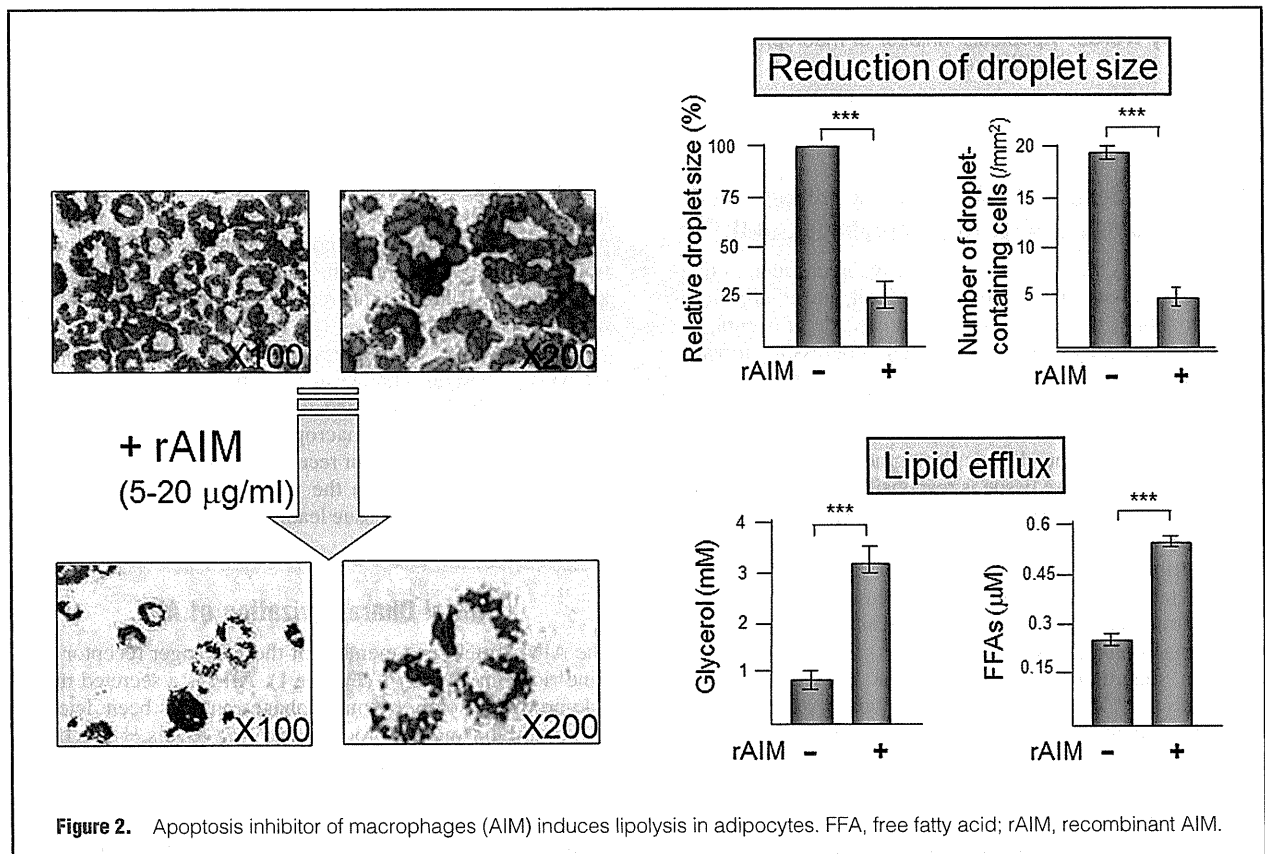 Reduction of droplet size
Relative droplet size (%)
100
75
50
25
***
rAIM - +
Number of droplet-
containing cells (/mm²)
20
15
10
5
***
rAIM - +
X100
X200
+ rAIM
(5-20 μg/ml)
X100
X200
Lipid efflux
Glycerol (mM)
4
3
2
1
***
rAIM - +
FFAs (μM)
0.6
0.45
0.15
***
rAIM - +
Figure 2. Apoptosis inhibitor of macrophages (AIM) induces lipolysis in adipocytes. FFA, free fatty acid; rAIM, recombinant AIM.